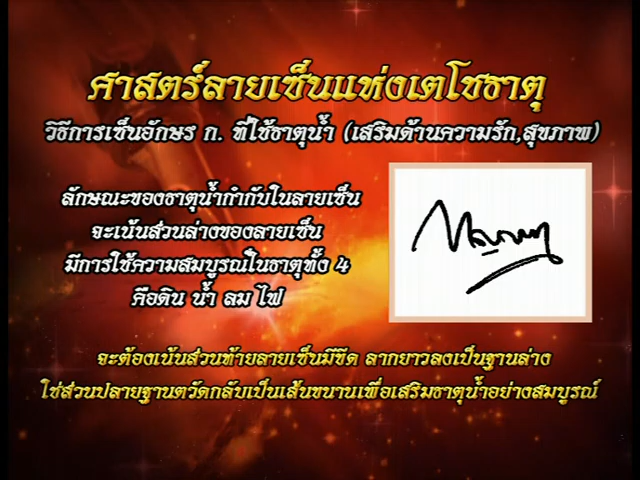 ศาสตร์ลายเซ็นแห่งเตโชธาตุ
วิธีการเซ็นอักษร ก. ที่ใช้ธาตุน้ำ (เสริมด้านความรัก,สุขภาพ)
ลักษณะของธาตุน้ำกำกับในลายเซ็น
จะเน้นส่วนล่างของลายเซ็น
มีการใช้ความสมบูรณ์ในธาตุทั้ง 4
คือดิน น้ำ ลม ไฟ
จะต้องเน้นส่วนท้ายลายเซ็นมีขีด ลากยาวลงเป็นฐานล่าง
ใช้ส่วนปลายฐานตวัดกลับเป็นเส้นขนานเพื่อเสริมธาตุน้ำอย่างสมบูรณ์